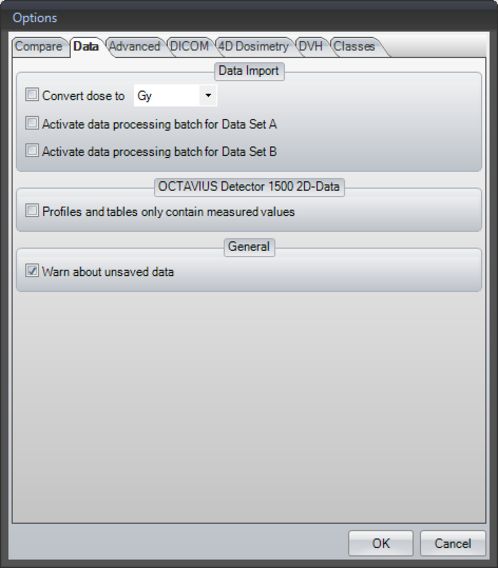 Options
Compare Data Advanced DICOM 4D Dosimetry DVH Classes
Data Import
Convert dose to Gy
Activate data processing batch for Data Set A
Activate data processing batch for Data Set B
OCTAVIUS Detector 1500 2D-Data
Profiles and tables only contain measured values
General
Warn about unsaved data
OK Cancel